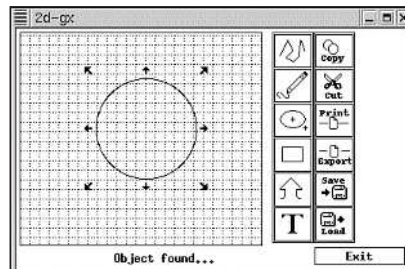 2d-gx
Copy
Cut
Print
Export
Save
T
Load
Object found...
Exit